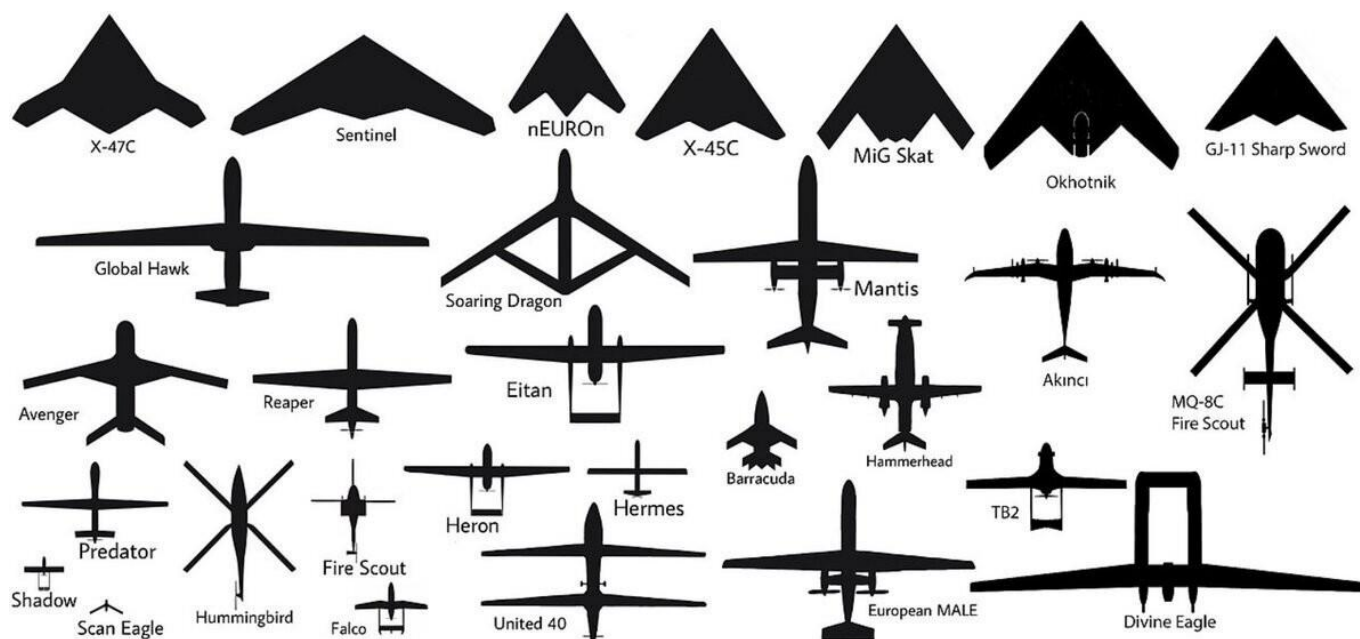 X-47C
Sentinel
nEUROn
X-45C
MiG Skat
Okhotnik
GJ-11 Sharp Sword
Global Hawk
Soaring Dragon
Mantis
Akıncı
MQ-8C
Fire Scout
Avenger
Reaper
Eitan
Barracuda
Hammerhead
Predator
Hummingbird
Fire Scout
Heron
Hermes
TB2
Shadow
Scan Eagle
Falco
United 40
European MALE
Divine Eagle